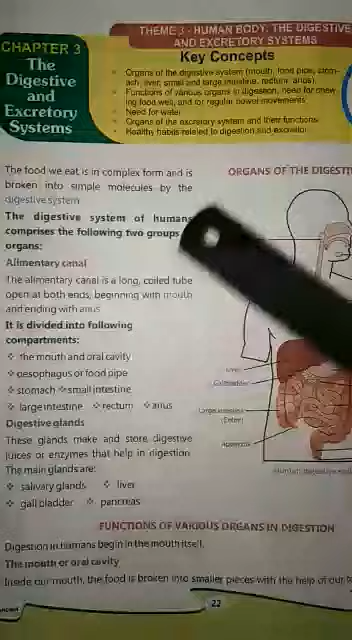 THEME 3 - HUMAN BODY: THE DIGESTIVE
AND EXCRETORY SYSTEMS
CHAPTER 3
The
Digestive
and
Excretory
Systems
Key Concepts
Organs of the digestive system (mouth, food pipe, stom-
ach, liver, small and large intestine, rectum, anus)
Functions of various organs in digestion, need for chew-
ing food well, and for regular bowel movements
Need for water
Organs of the excretory system and their functions
Healthy habits related to digestion and excretion
The food we eat is in complex form and is
broken into simple molecules by the
digestive system
The digestive system of humans
comprises the following two groups
organs:
Alimentary canal
The alimentary canal is a long, coiled tube
open at both ends, beginning with mouth
and ending with anus
It is divided into following
compartments:
❖ the mouth and oral cavity
❖ oesophagus or food pipe
❖ stomach ❖ small intestine
❖ large intestine ❖ rectum ❖ anus
Digestive glands
These glands make and store digestive
juices or enzymes that help in digestion
The main glands are:
❖ salivary glands ❖ liver
❖ gall bladder ❖ pancreas
ORGANS OF THE DIGESTI
Liver
Gallbladder
Large intestine
(Colon)
Appendix
Human digestive
FUNCTIONS OF VARIOUS ORGANS IN DIGESTION
Digestion in humans begin in the mouth itself.
The mouth or oral cavity
Inside our mouth, the food is broken into smaller pieces with the help of our
22